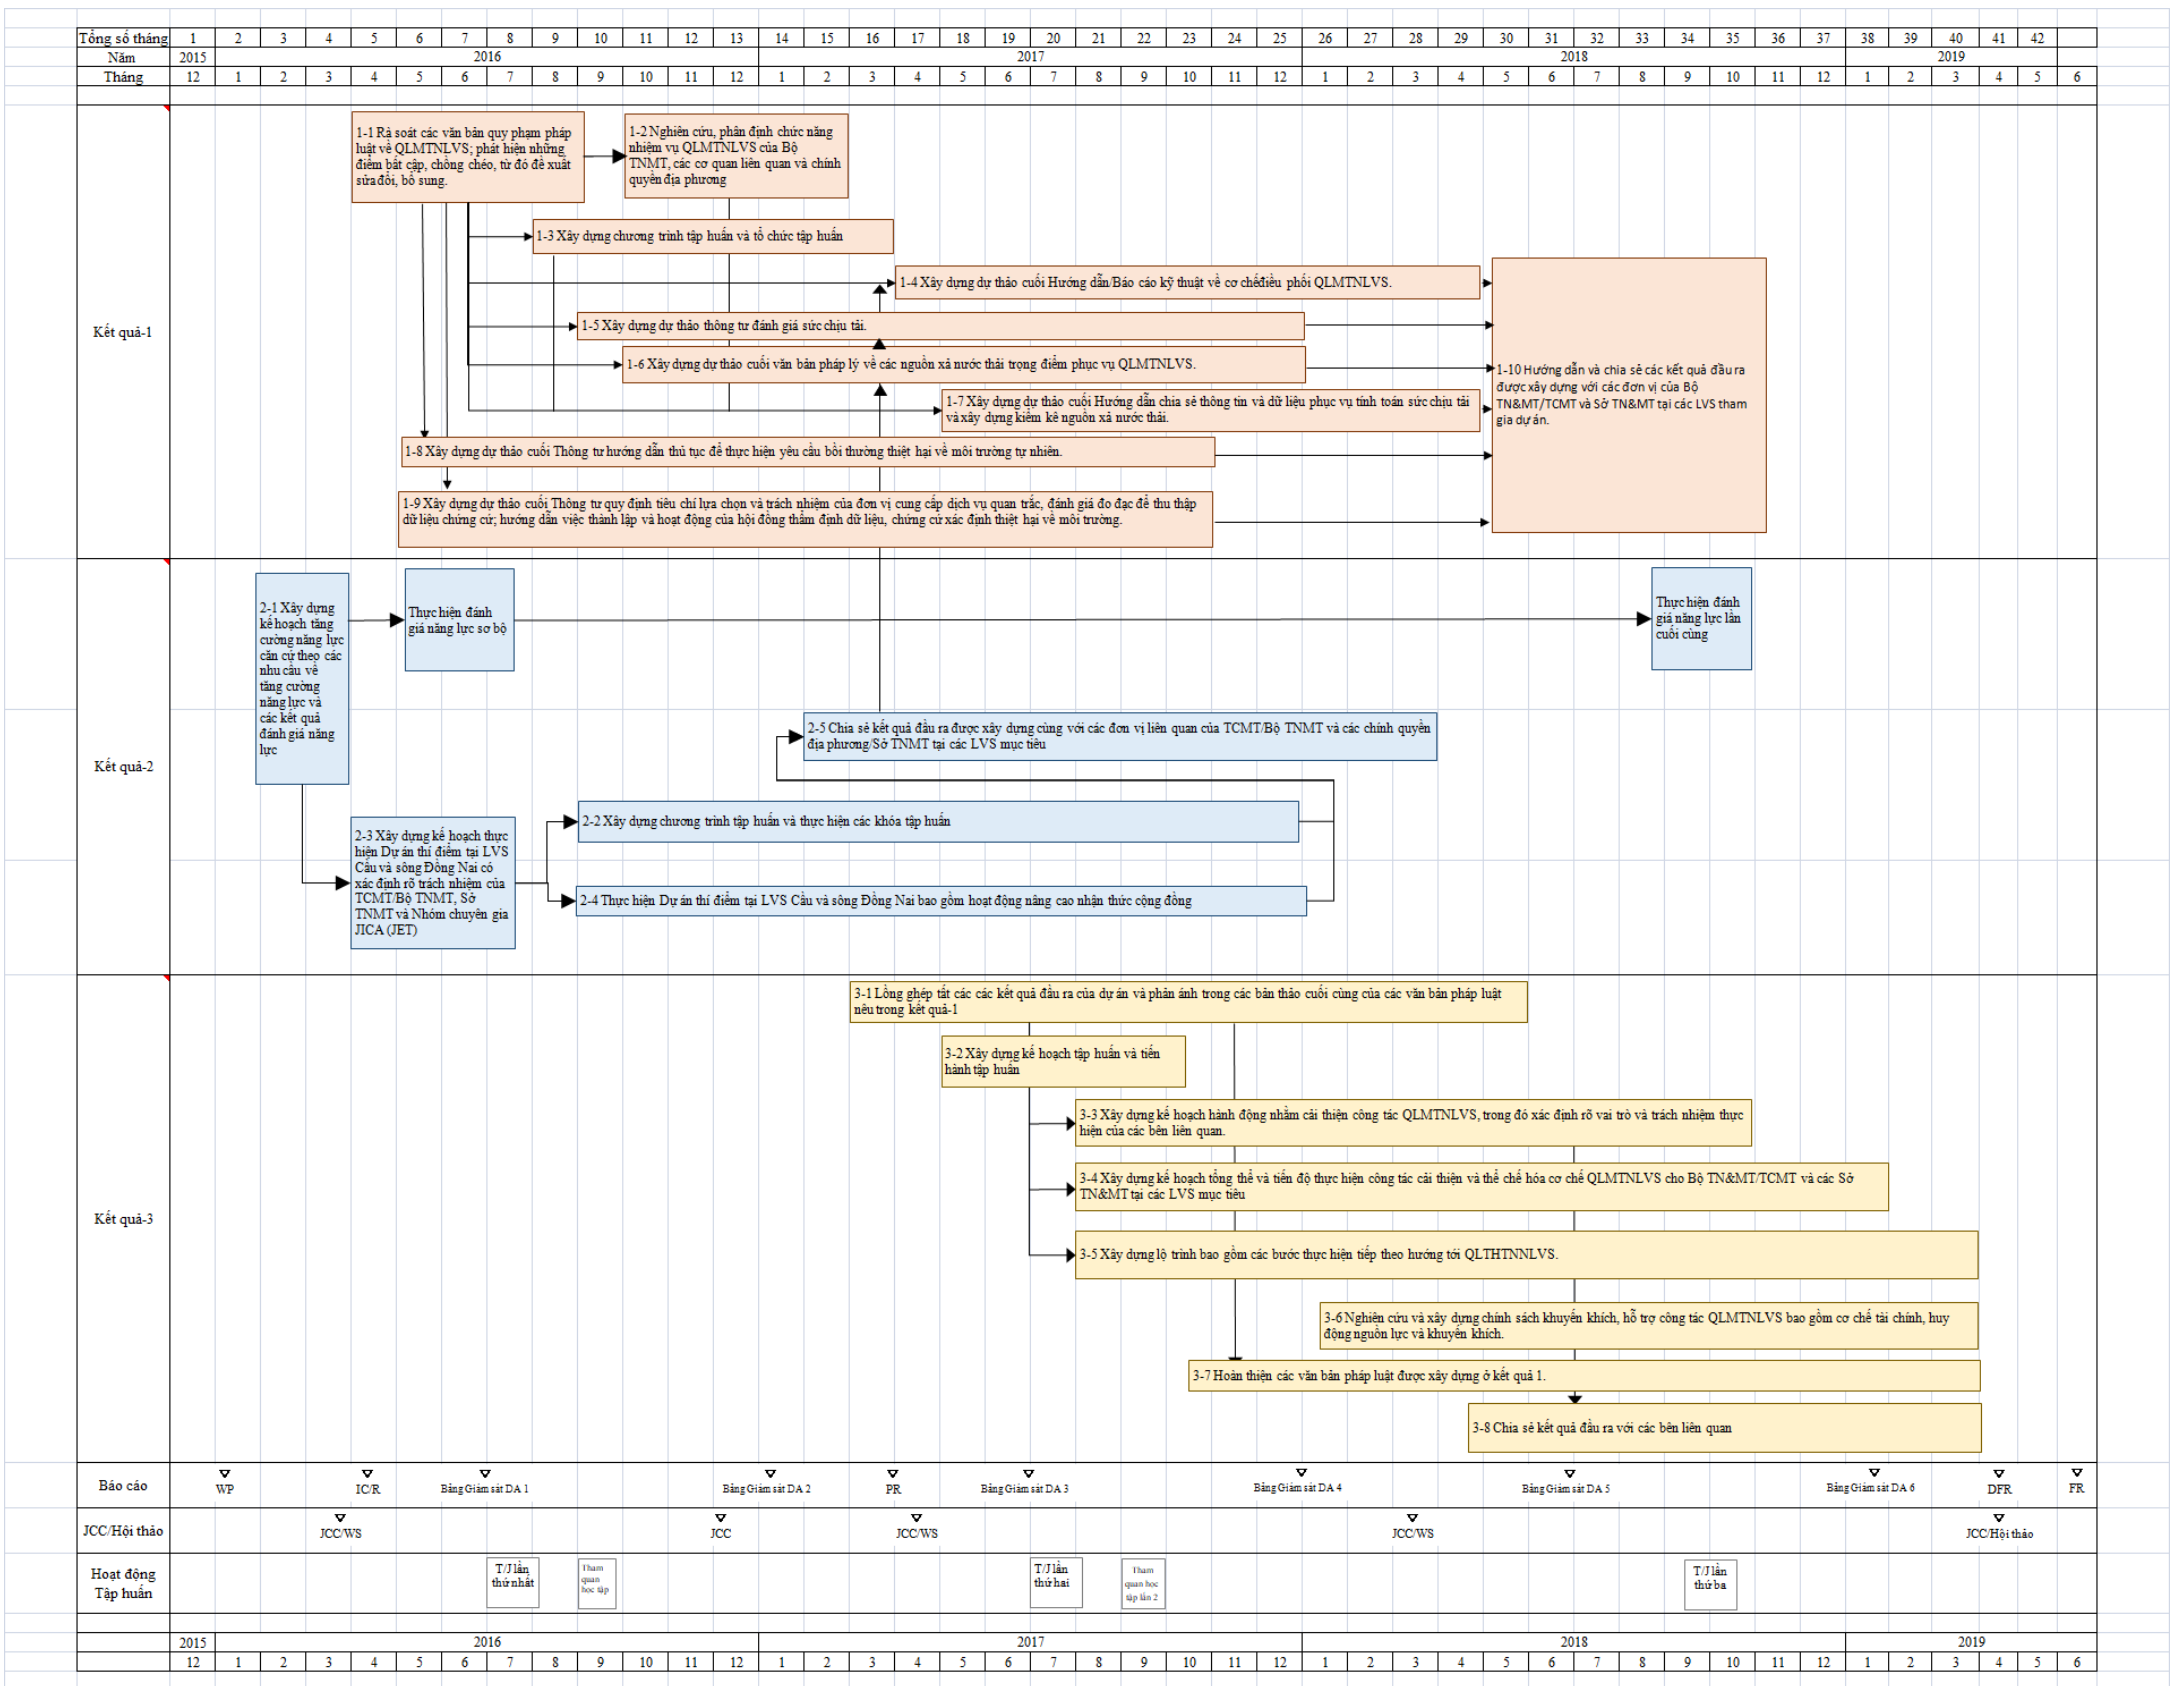 Tổng số tháng 1 2 3 4 5 6 7 8 9 10 11 12 13 14 15 16 17 18 19 20 21 22 23 24 25 26 27 28 29 30 31 32 33 34 35 36 37 38 39 40 41 42
Năm 2015 2016 2017 2018 2019
Tháng 12 1 2 3 4 5 6 7 8 9 10 11 12 1 2 3 4 5 6 7 8 9 10 11 12 1 2 3 4 5 6 7 8 9 10 11 12 1 2 3 4 5 6
Kết quả-1
1-1 Rà soát các văn bản quy phạm pháp
luật về QLMTNLVS; phát hiện những
điểm bất cập, chồng chéo, từ đó đề xuất
sửa đổi, bổ sung.
1-2 Nghiên cứu, phân định chức năng
nhiệm vụ QLMTNLVS của Bộ
TNMT, các cơ quan liên quan và chính
quyền địa phương
1-3 Xây dựng chương trình tập huấn và tổ chức tập huấn
1-4 Xây dựng dự thảo cuối Hướng dẫn/Báo cáo kỹ thuật về cơ chếđiều phối QLMTNLVS.
1-5 Xây dựng dự thảo thông tư đánh giá sức chịu tải.
1-6 Xây dựng dự thảo cuối văn bản pháp lý về các nguồn xả nước thải trọng điểm phục vụ QLMTNLVS.
1-7 Xây dựng dự thảo cuối Hướng dẫn chia sẻ thông tin và dữ liệu phục vụ tính toán sức chịu tải
và xây dựng kiểm kê nguồn xả nước thải.
1-8 Xây dựng dự thảo cuối Thông tư hướng dẫn thủ tục để thực hiện yêu cầu bồi thường thiệt hại về môi trường tự nhiên.
1-9 Xây dựng dự thảo cuối Thông tư quy định tiêu chí lựa chọn và trách nhiệm của đơn vị cung cấp dịch vụ quan trắc, đánh giá đo đạc để thu thập
dữ liệu chứng cứ; hướng dẫn việc thành lập và hoạt động của hội đồng thẩm định dữ liệu, chứng cứ xác định thiệt hại về môi trường.
1-10 Hướng dẫn và chia sẻ các kết quả đầu ra
được xây dựng với các đơn vị của Bộ
TN&MT/TCMT và Sở TN&MT tại các LVS tham
gia dự án.
Kết quả-2
2-1 Xây dựng
kế hoạch tăng
cường năng lực
căn cứ theo các
nhu cầu về
tăng cường
năng lực và
các kết quả
đánh giá năng
lực
Thực hiện đánh
giá năng lực sơ bộ
Thực hiện đánh
giá năng lực lần
cuối cùng
2-5 Chia sẻ kết quả đầu ra được xây dựng cùng với các đơn vị liên quan của TCMT/Bộ TNMT và các chính quyền
địa phương/Sở TNMT tại các LVS mục tiêu
2-2 Xây dựng chương trình tập huấn và thực hiện các khóa tập huấn
2-3 Xây dựng kế hoạch thực
hiện Dự án thí điểm tại LVS
Cầu và sông Đồng Nai có
xác định rõ trách nhiệm của
TCMT/Bộ TNMT, Sở
TNMT và Nhóm chuyên gia
JICA (JET)
2-4 Thực hiện Dự án thí điểm tại LVS Cầu và sông Đồng Nai bao gồm hoạt động nâng cao nhận thức cộng đồng
Kết quả-3
3-1 Lồng ghép tất các các kết quả đầu ra của dự án và phản ánh trong các bản thảo cuối cùng của các văn bản pháp luật
nêu trong kết quả-1
3-2 Xây dựng kế hoạch tập huấn và tiến
hành tập huấn
3-3 Xây dựng kế hoạch hành động nhằm cải thiện công tác QLMTNLVS, trong đó xác định rõ vai trò và trách nhiệm thực
hiện của các bên liên quan.
3-4 Xây dựng kế hoạch tổng thể và tiến độ thực hiện công tác cải thiện và thể chế hóa cơ chế QLMTNLVS cho Bộ TN&MT/TCMT và các Sở
TN&MT tại các LVS mục tiêu
3-5 Xây dựng lộ trình bao gồm các bước thực hiện tiếp theo hướng tới QLTHTNNLVS.
3-6 Nghiên cứu và xây dựng chính sách khuyến khích, hỗ trợ công tác QLMTNLVS bao gồm cơ chế tài chính, huy
động nguồn lực và khuyến khích.
3-7 Hoàn thiện các văn bản pháp luật được xây dựng ở kết quả 1.
3-8 Chia sẻ kết quả đầu ra với các bên liên quan
Báo cáo WP IC/R Bảng Giám sát DA 1 Bảng Giám sát DA 2 PR Bảng Giám sát DA 3 Bảng Giám sát DA 4 Bảng Giám sát DA 5 Bảng Giám sát DA 6 DFR FR
JCC/Hội thảo JCC/WS JCC JCC/WS JCC/WS JCC/Hội thảo
Hoạt động
Tập huấn
T/J lần
thứ nhất
Tham
quan
học tập
T/J lần
thứ hai
Tham
quan học
tập lần 2
T/J lần
thứ ba
2015 2016 2017 2018 2019
12 1 2 3 4 5 6 7 8 9 10 11 12 1 2 3 4 5 6 7 8 9 10 11 12 1 2 3 4 5 6 7 8 9 10 11 12 1 2 3 4 5 6